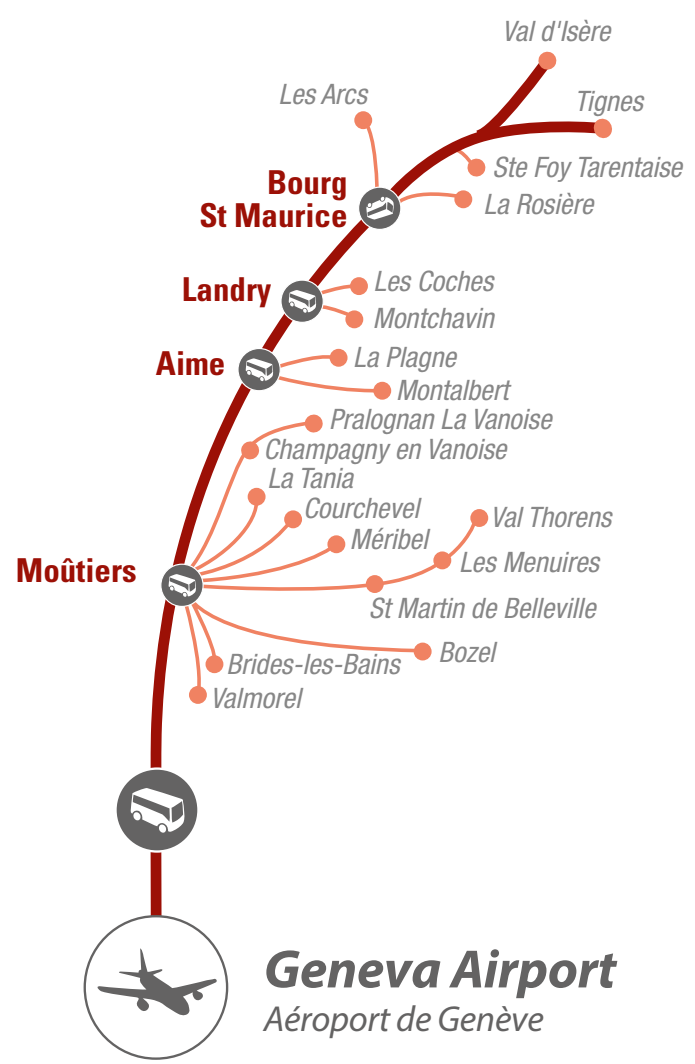 Val d'Isère
Les Arcs
Tignes
Ste Foy Tarentaise
Bourg
St Maurice
La Rosière
Landry
Les Coches
Montchavin
Aime
La Plagne
Montalbert
Pralognan La Vanoise
Champagny en Vanoise
La Tania
Courchevel
Val Thorens
Méribel
Les Menuires
Moûtiers
St Martin de Belleville
Bozel
Brides-les-Bains
Valmorel
Geneva Airport
Aéroport de Genève